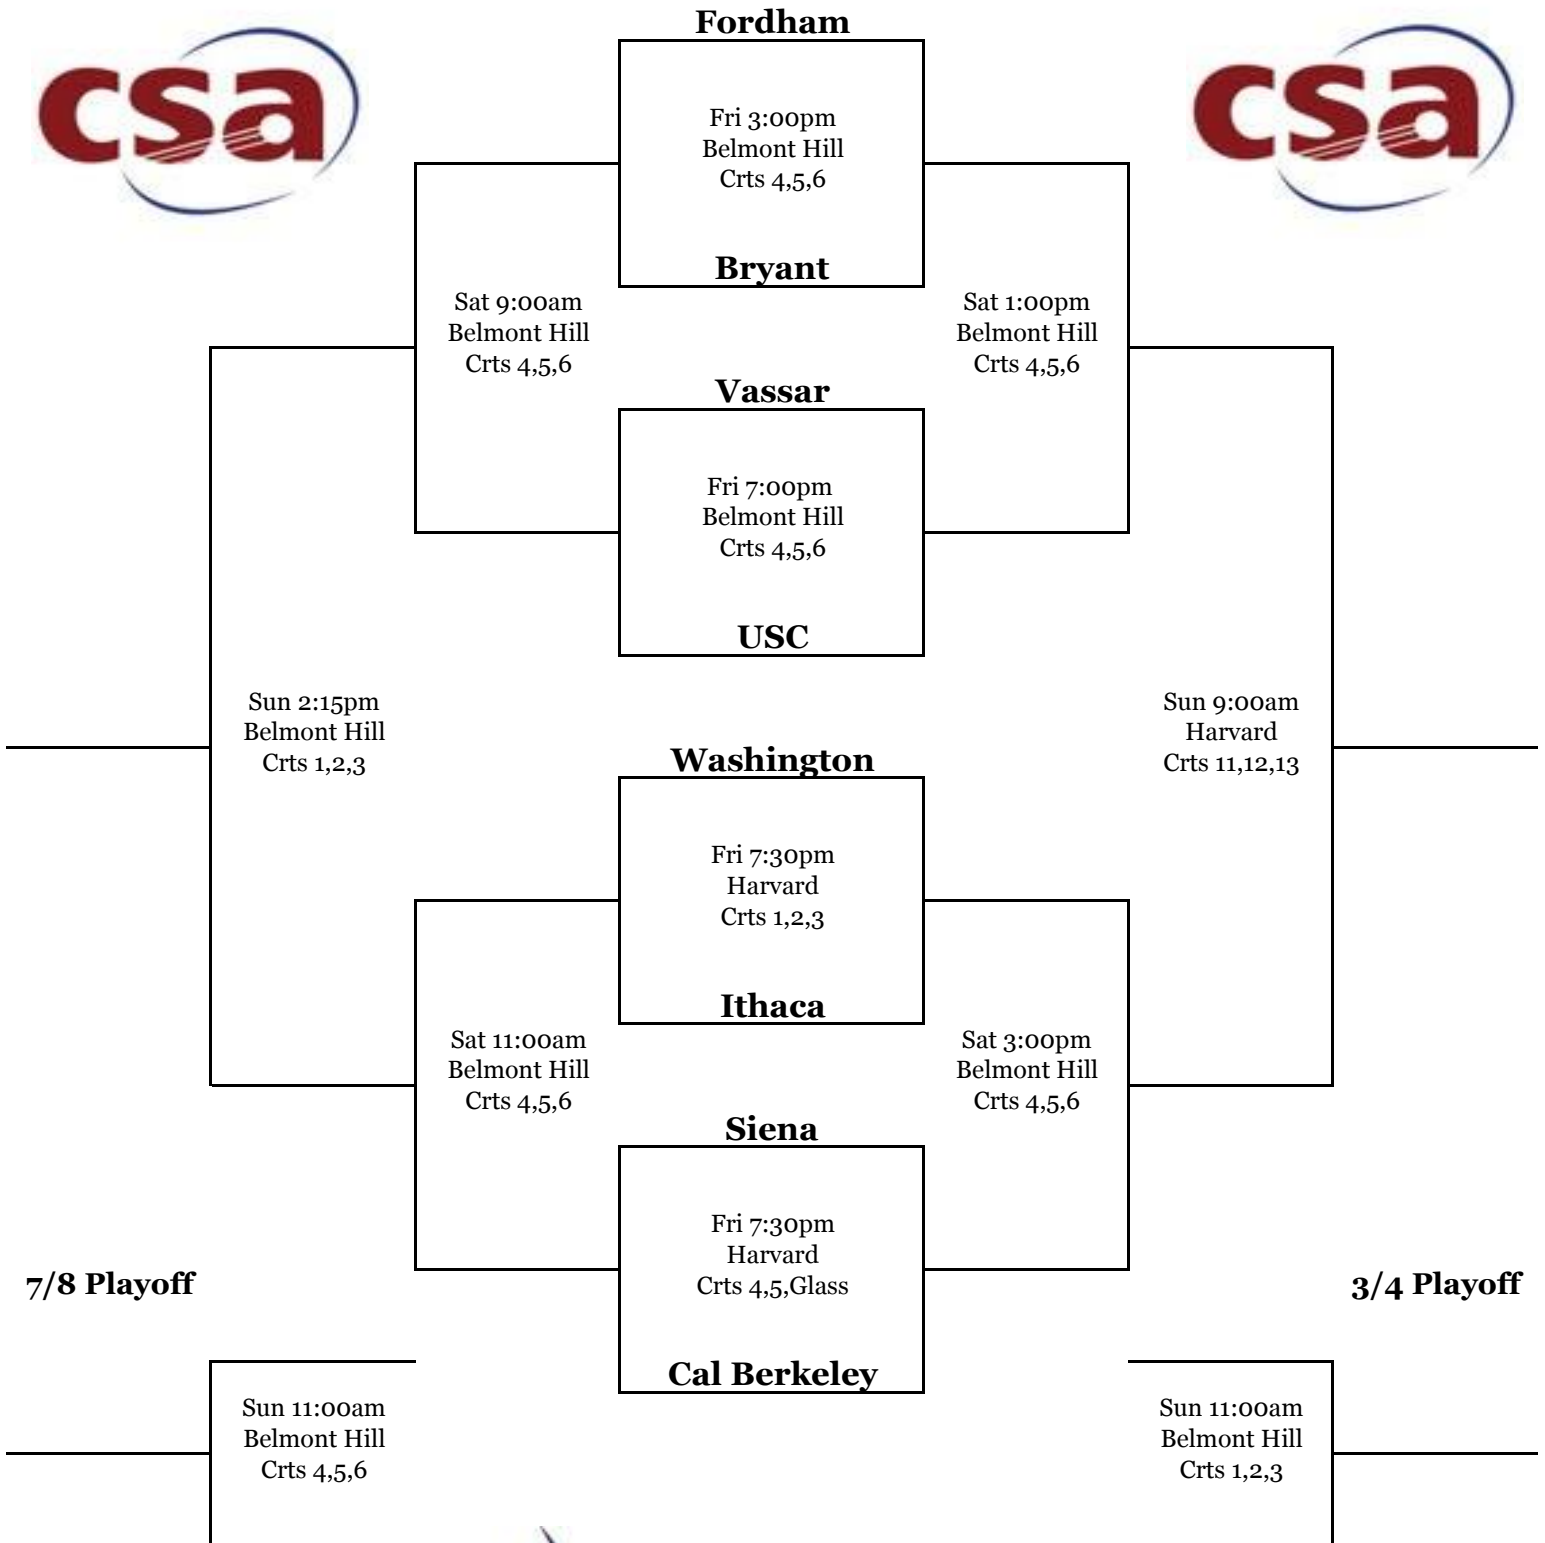 csa
csa
Fordham
Fri 3:00pm
Belmont Hill
Crts 4,5,6
Bryant
Sat 9:00am
Belmont Hill
Crts 4,5,6
Sat 1:00pm
Belmont Hill
Crts 4,5,6
Vassar
Fri 7:00pm
Belmont Hill
Crts 4,5,6
USC
Sun 2:15pm
Belmont Hill
Crts 1,2,3
Sun 9:00am
Harvard
Crts 11,12,13
Washington
Fri 7:30pm
Harvard
Crts 1,2,3
Ithaca
Sat 11:00am
Belmont Hill
Crts 4,5,6
Sat 3:00pm
Belmont Hill
Crts 4,5,6
Siena
Fri 7:30pm
Harvard
Crts 4,5,Glass
Cal Berkeley
7/8 Playoff
3/4 Playoff
Sun 11:00am
Belmont Hill
Crts 4,5,6
Sun 11:00am
Belmont Hill
Crts 1,2,3